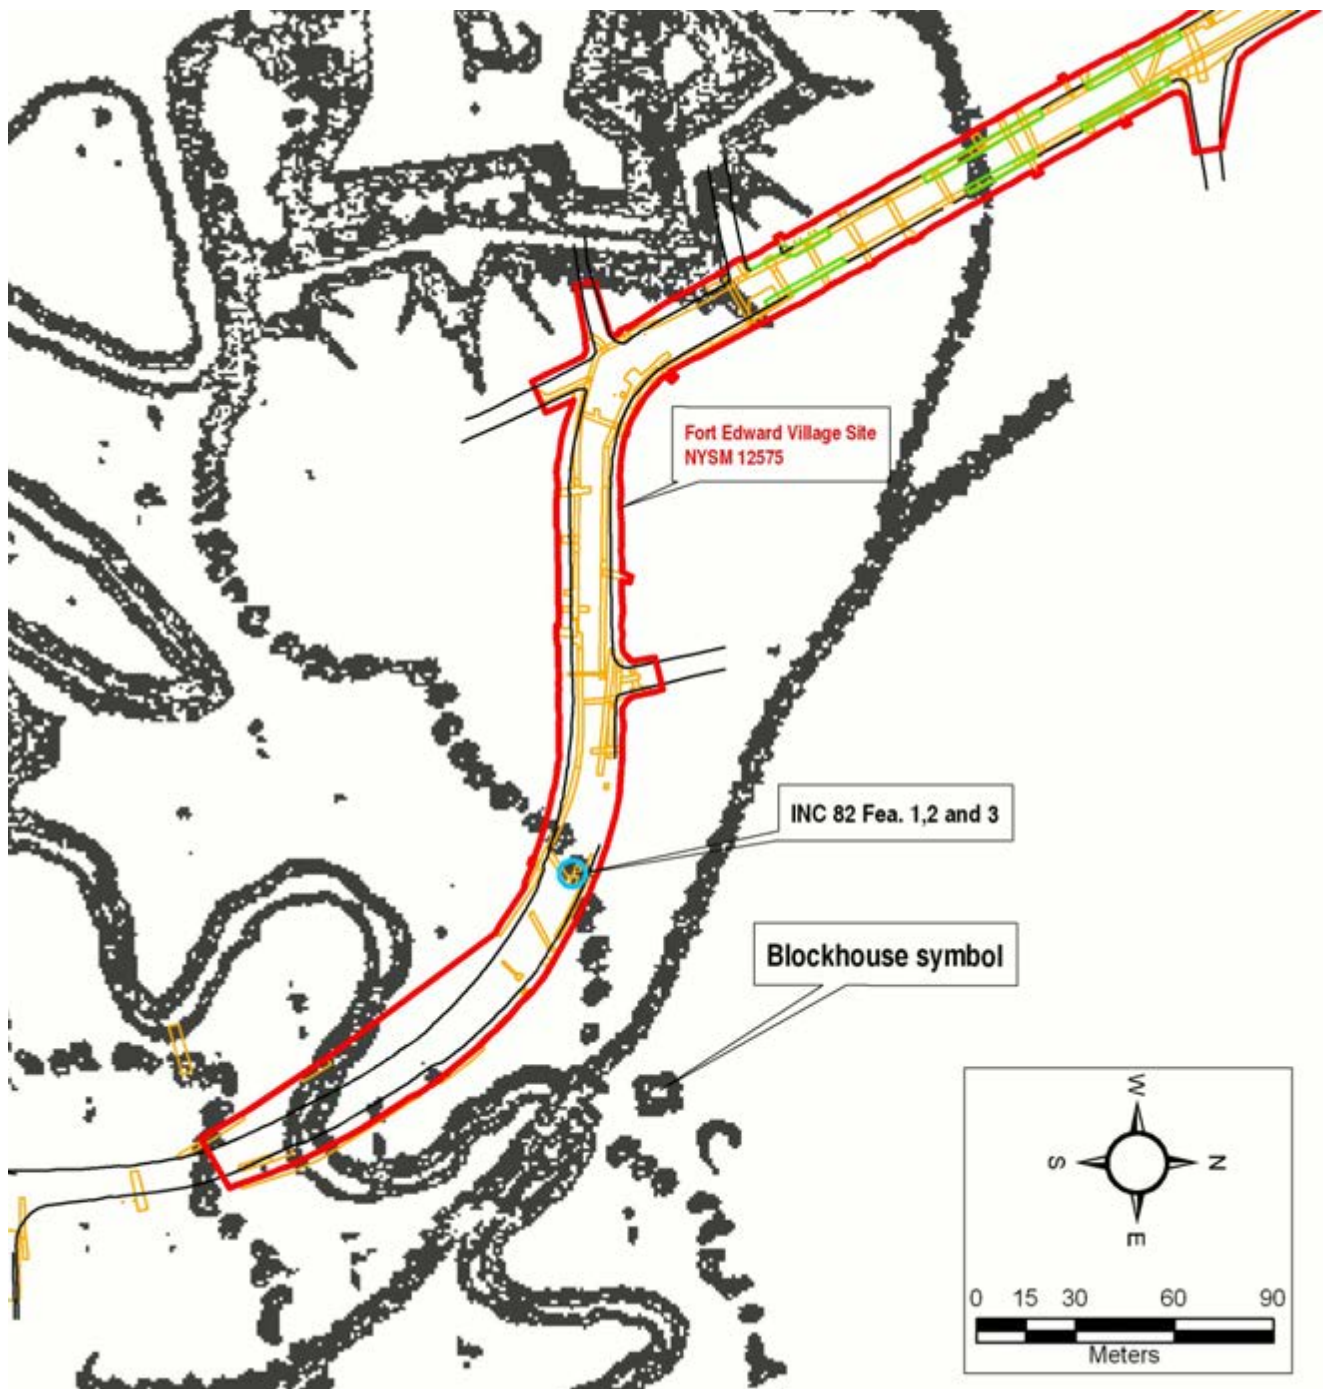 Fort Edward Village Site
NYSM 12575
INC 82 Fea. 1,2 and 3
Blockhouse symbol
W
S N
E
0 15 30 60 90
Meters